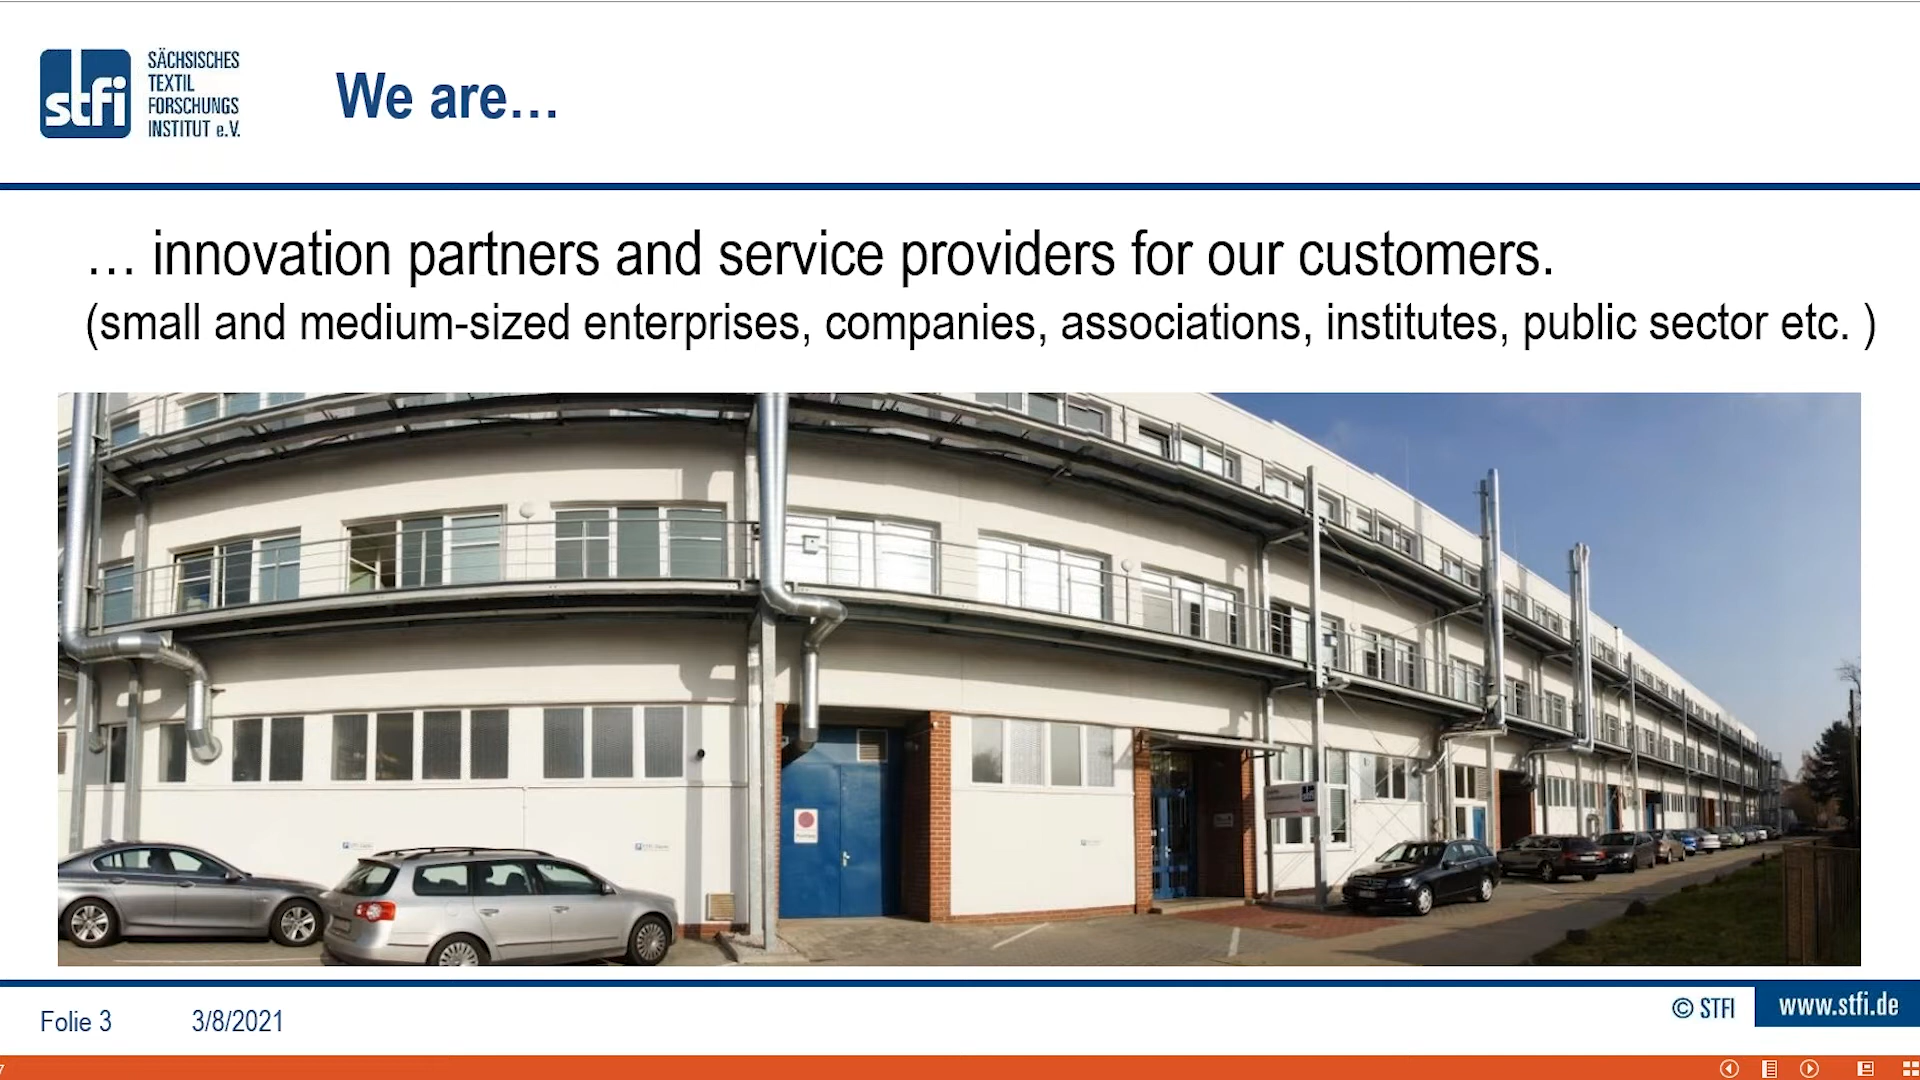 stfi
SÄCHSISCHES
TEXTIL
FORSCHUNGS
INSTITUT e.V.
We are…
… innovation partners and service providers for our customers.
(small and medium-sized enterprises, companies, associations, institutes, public sector etc. )
Folie 3
3/8/2021
© STFI
www.stfi.de